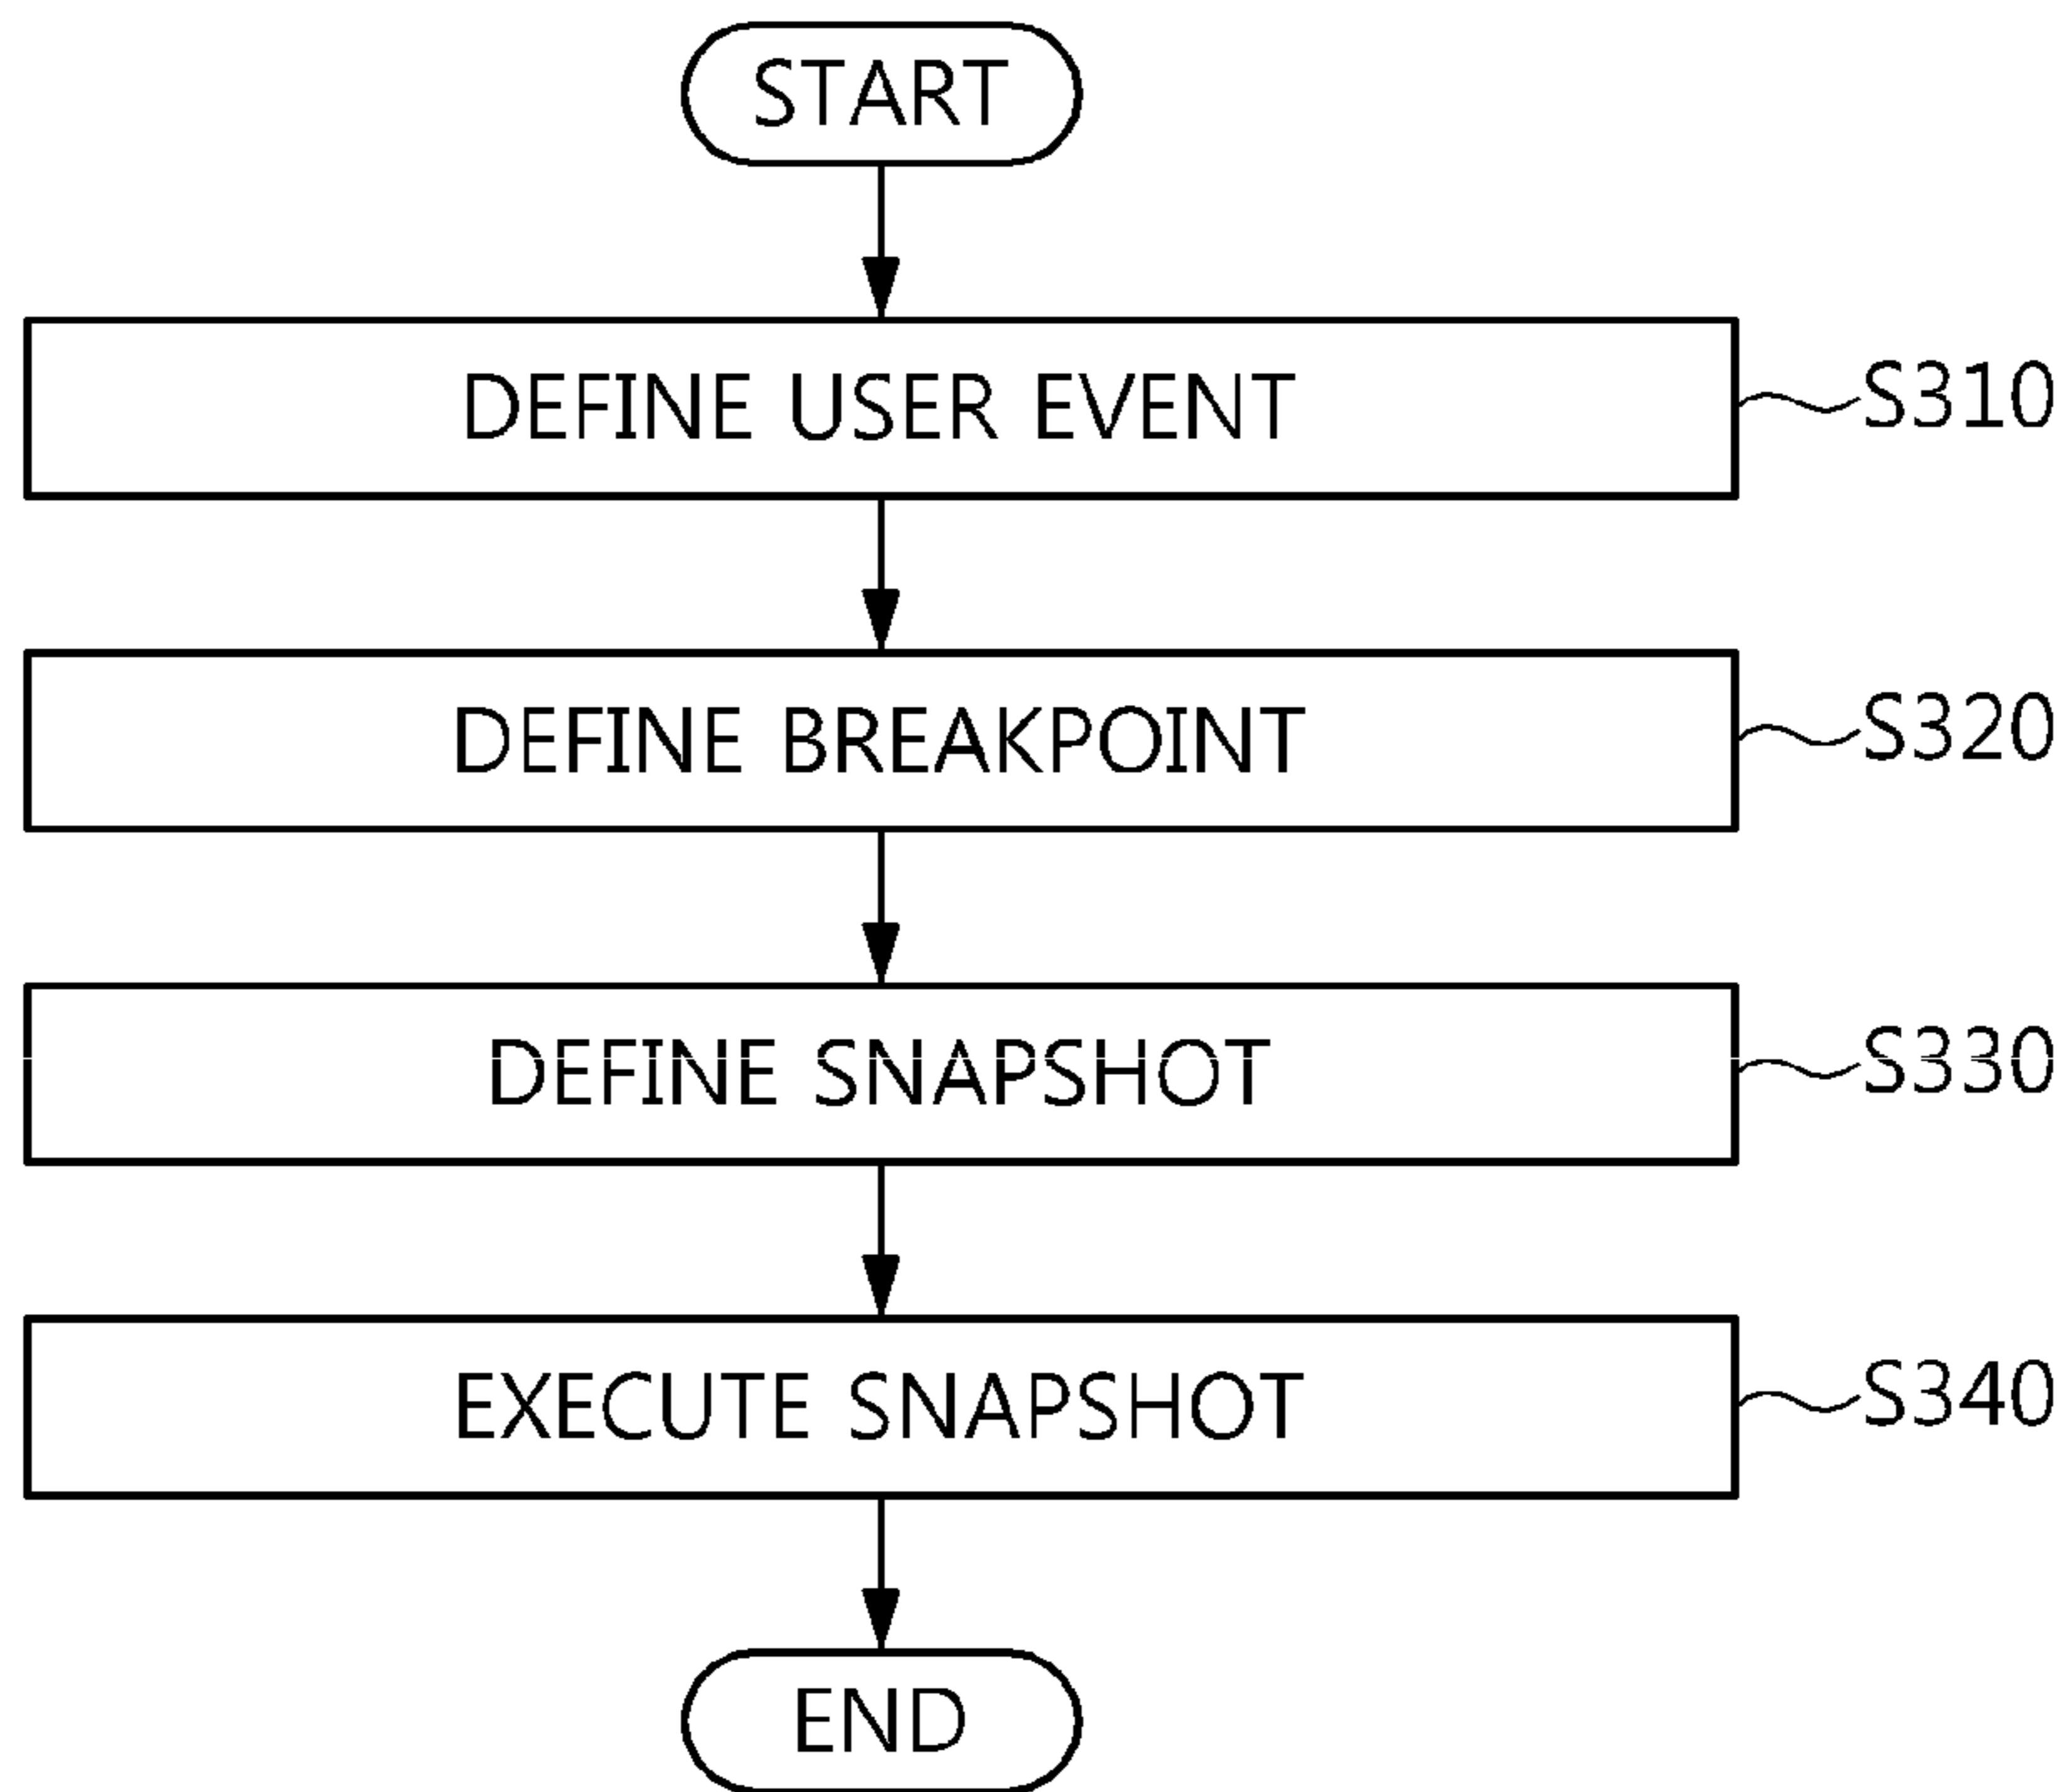 START
DEFINE USER EVENT
S310
DEFINE BREAKPOINT
S320
DEFINE SNAPSHOT
S330
EXECUTE SNAPSHOT
S340
END